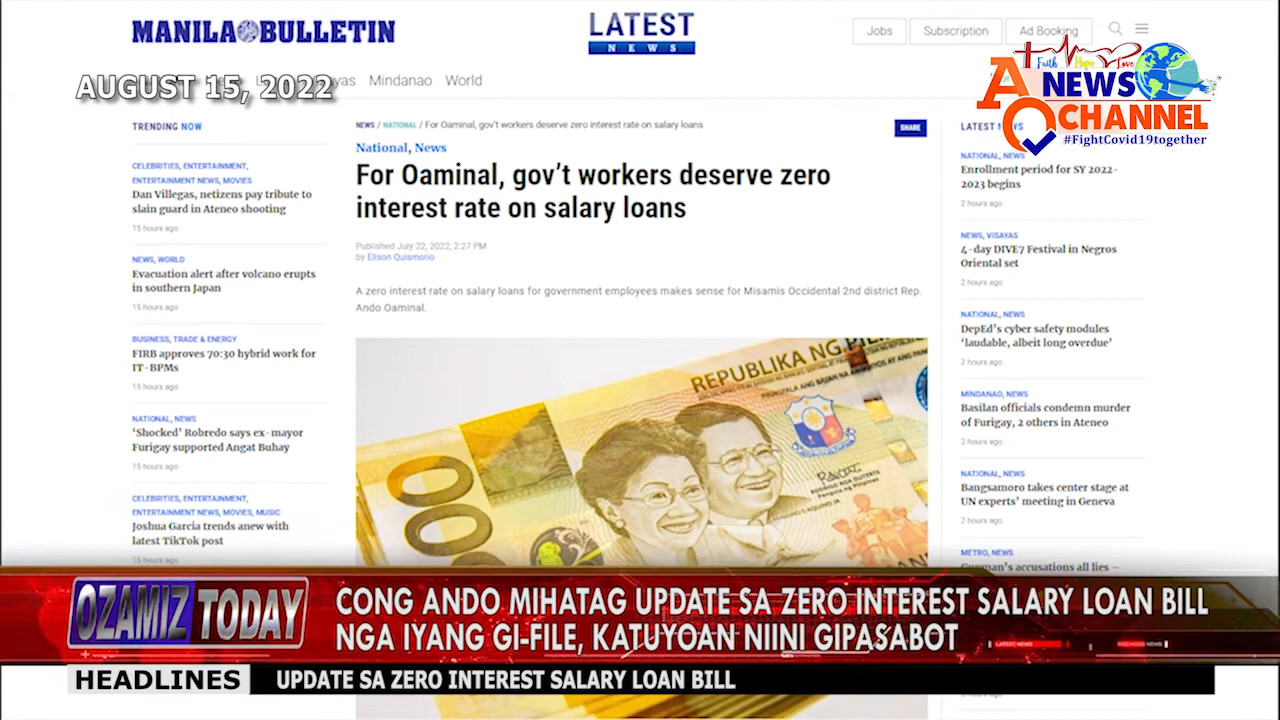 MANILA BULLETIN
LATEST
NEWS
Jobs
Subscription
Ad Booking
AUGUST 15, 2022
Mindanao
World
Faith
Hope
Love
A NEWS
Q CHANNEL
#FightCovid19together
TRENDING NOW
CELEBRITIES, ENTERTAINMENT,
ENTERTAINMENT NEWS, MOVIES
Dan Villegas, netizens pay tribute to
slain guard in Ateneo shooting
15 hours ago
NEWS, WORLD
Evacuation alert after volcano erupts
in southern Japan
15 hours ago
BUSINESS, TRADE & ENERGY
FIRB approves 70:30 hybrid work for
IT-BPMs
15 hours ago
NATIONAL, NEWS
‘Shocked’ Robredo says ex-mayor
Furigay supported Angat Buhay
15 hours ago
CELEBRITIES, ENTERTAINMENT,
ENTERTAINMENT NEWS, MOVIES, MUSIC
Joshua Garcia trends anew with
latest TikTok post
15 hours ago
NEWS / NATIONAL / For Oaminal, gov’t workers deserve zero interest rate on salary loans
SHARE
National, News
For Oaminal, gov’t workers deserve zero
interest rate on salary loans
Published July 22, 2022, 2:27 PM
by Ellson Quismorio
A zero interest rate on salary loans for government employees makes sense for Misamis Occidental 2nd district Rep.
Ando Oaminal.
REPUBLIKA NG
RODRIGO ROA DUTERTE
LATEST NEWS
NATIONAL, NEWS
Enrollment period for SY 2022-
2023 begins
2 hours ago
NEWS, VISAYAS
4-day DIVE7 Festival in Negros
Oriental set
2 hours ago
NATIONAL, NEWS
DepEd’s cyber safety modules
‘laudable, albeit long overdue’
2 hours ago
MINDANAO, NEWS
Basilan officials condemn murder
of Furigay, 2 others in Ateneo
2 hours ago
NATIONAL, NEWS
Bangsamoro takes center stage at
UN experts’ meeting in Geneva
2 hours ago
METRO, NEWS
Gunman’s accusations all lies –
OZAMIZ TODAY
CONG ANDO MIHATAG UPDATE SA ZERO INTEREST SALARY LOAN BILL
NGA IYANG GI-FILE, KATUYOAN NIINI GIPASABOT
LATEST NEWS
BREAKING NEWS
HEADLINES
UPDATE SA ZERO INTEREST SALARY LOAN BILL